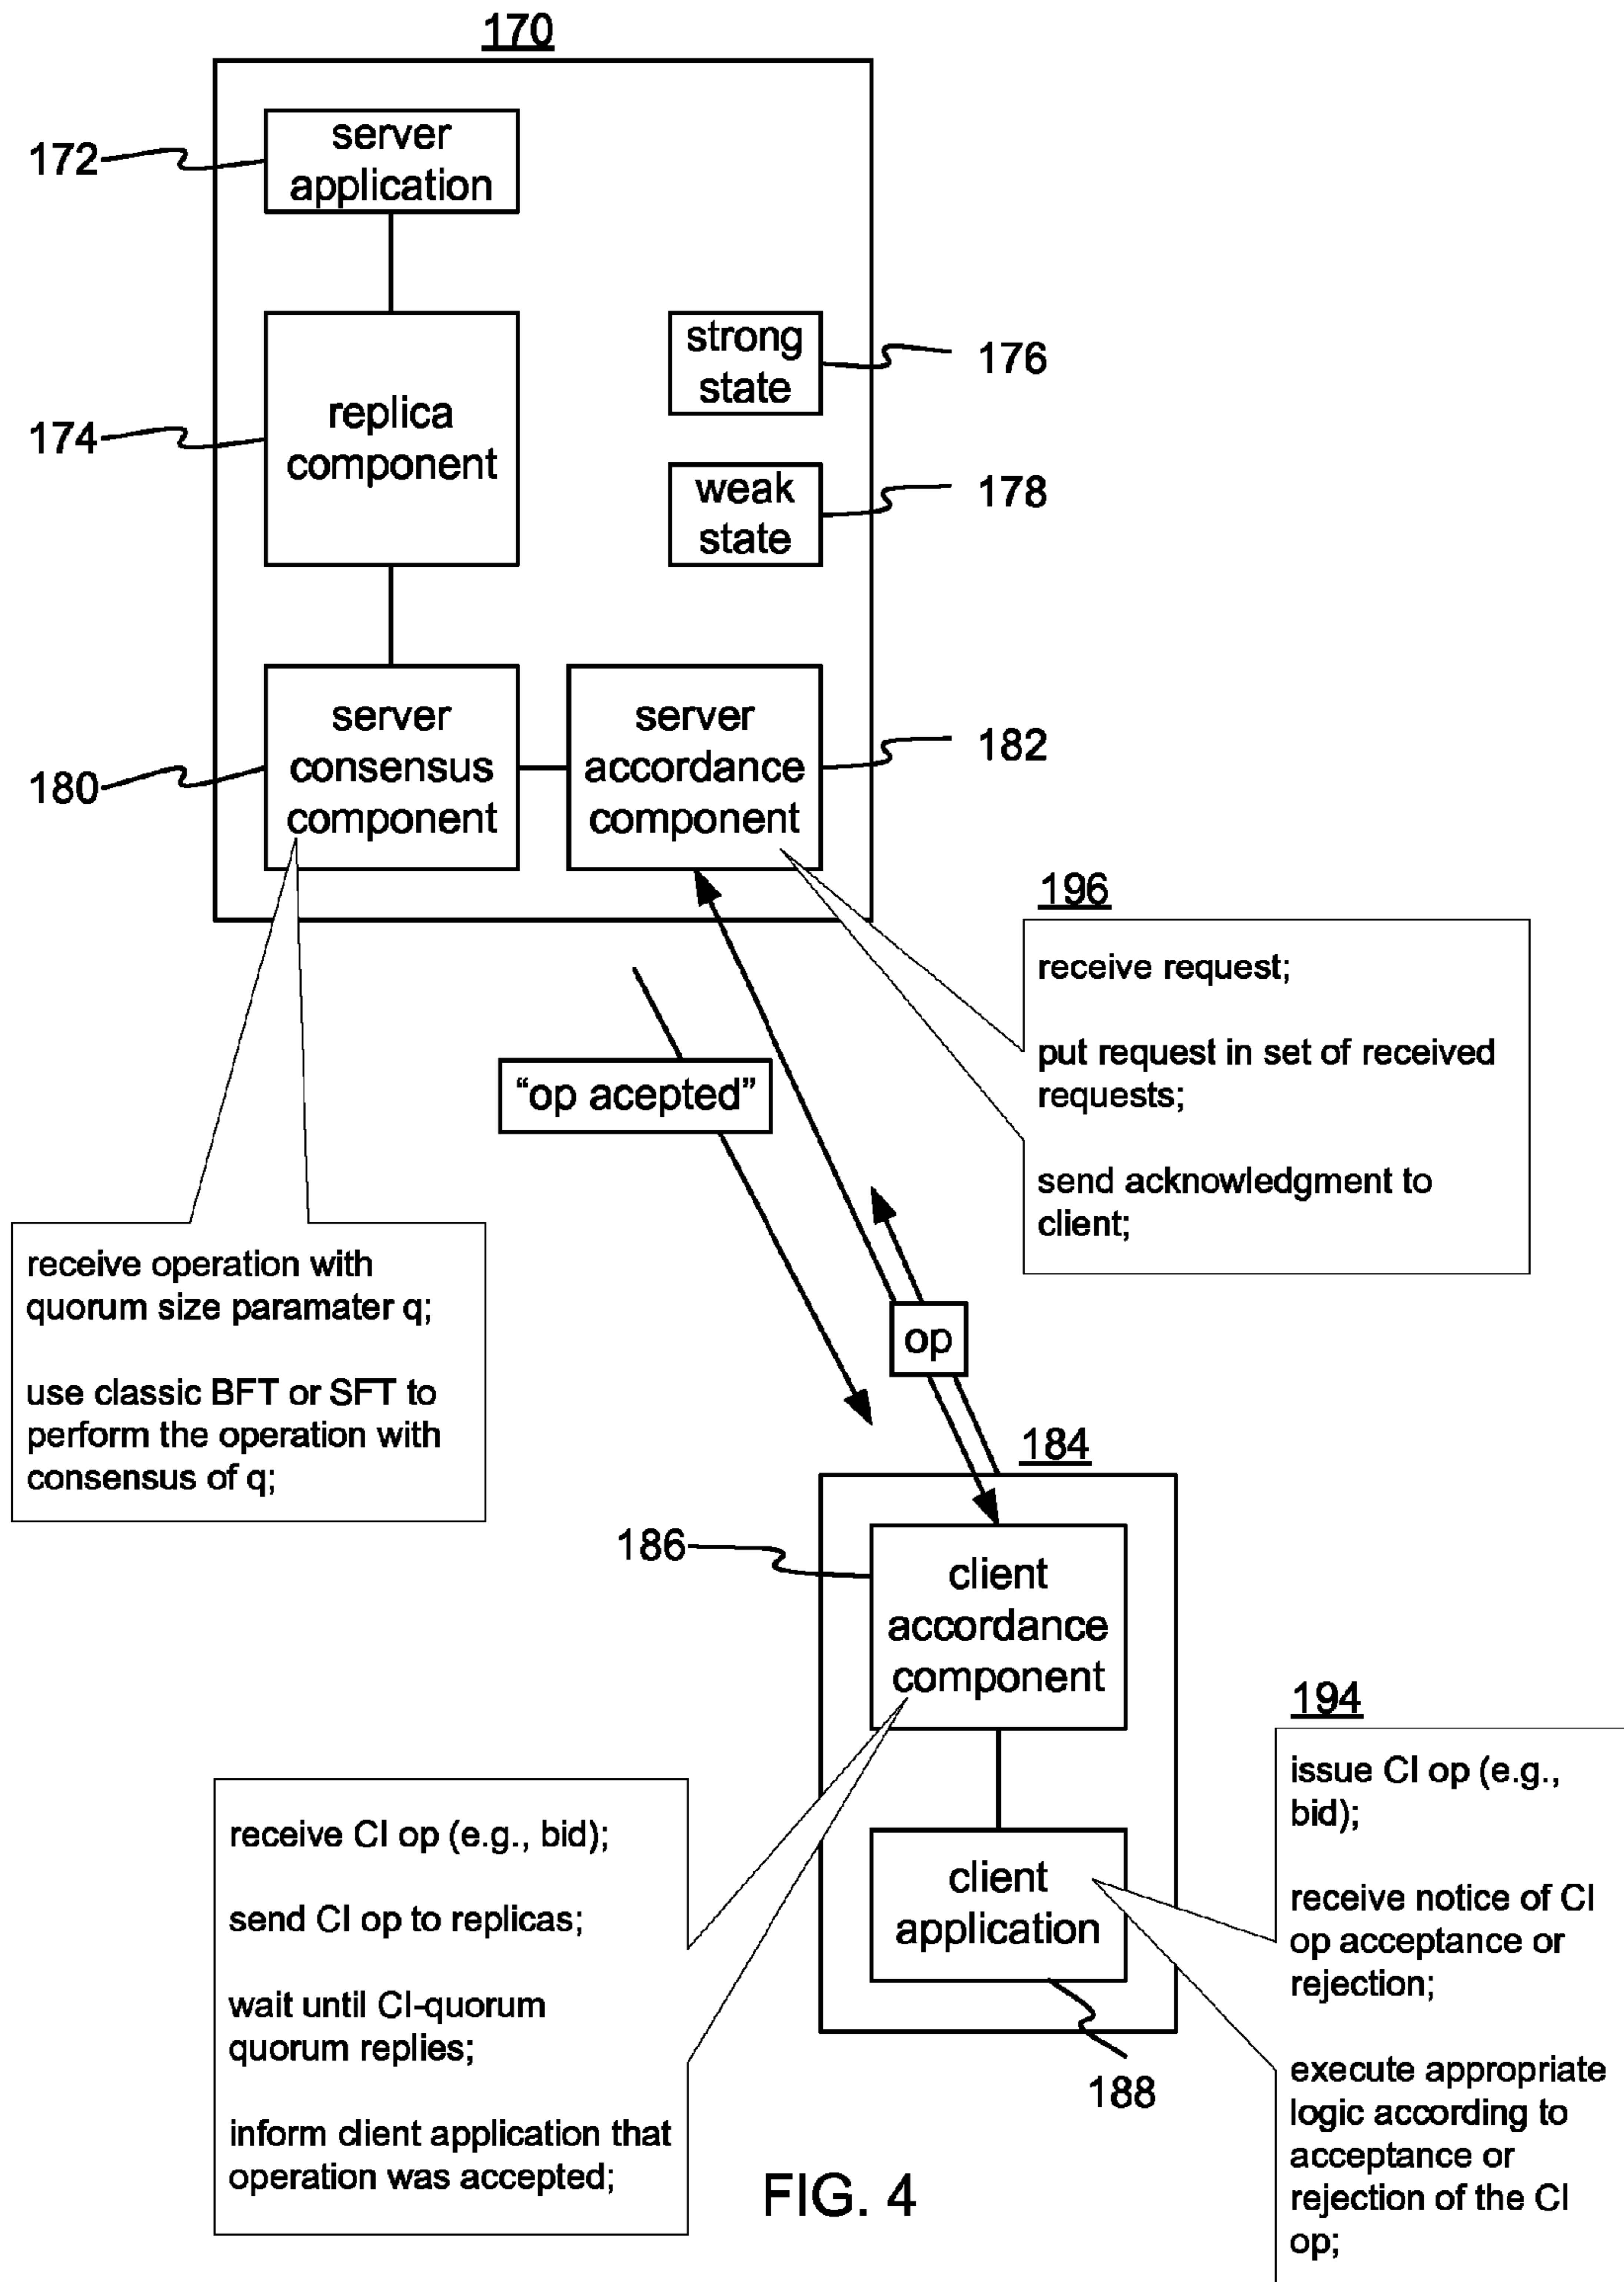 170
172
server
application
174
replica
component
strong
state
176
weak
state
178
180
server
consensus
component
server
accordance
component
182
196
receive request;
put request in set of received
requests;
send acknowledgment to
client;
“op acepted”
receive operation with
quorum size paramater q;
use classic BFT or SFT to
perform the operation with
consensus of q;
op
184
186
client
accordance
component
194
issue CI op (e.g.,
bid);
receive notice of CI
op acceptance or
rejection;
execute appropriate
logic according to
acceptance or
rejection of the CI
op;
receive CI op (e.g., bid);
send CI op to replicas;
wait until CI-quorum
quorum replies;
inform client application that
operation was accepted;
client
application
188
FIG. 4